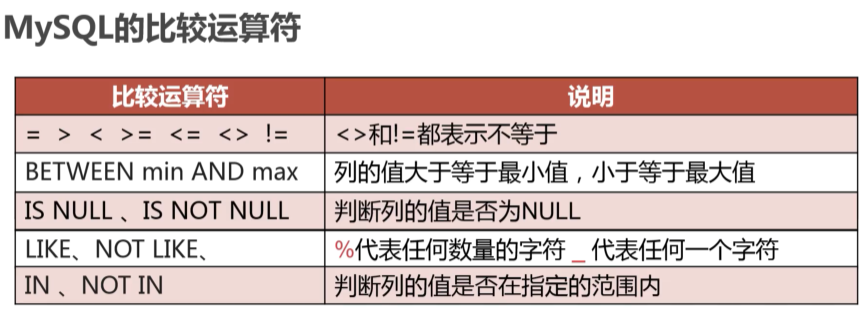 MySQL的比较运算符
比较运算符 说明
= > < >= <= <> != <>和!=都表示不等于
BETWEEN min AND max 列的值大于等于最小值，小于等于最大值
IS NULL 、IS NOT NULL 判断列的值是否为NULL
LIKE、NOT LIKE、 %代表任何数量的字符 _ 代表任何一个字符
IN 、NOT IN 判断列的值是否在指定的范围内